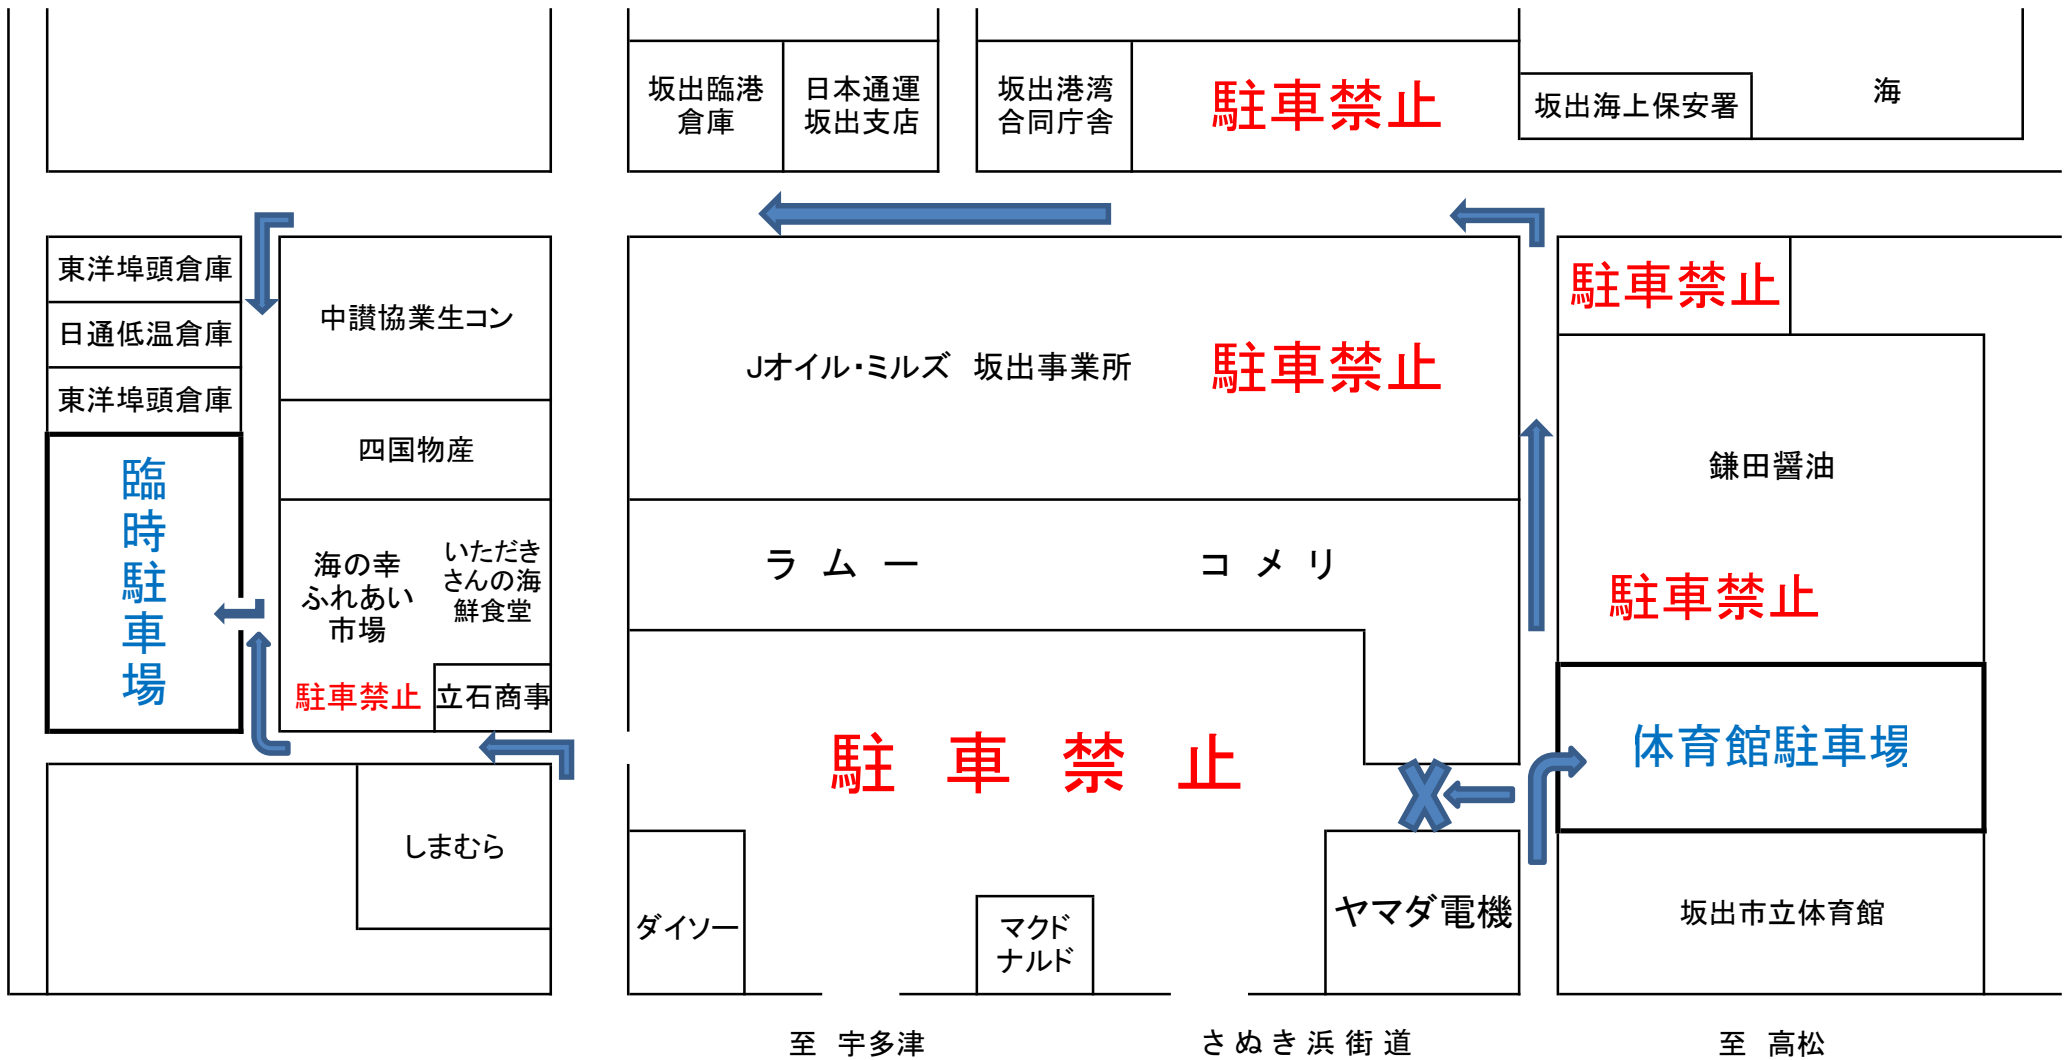 坂出臨港
倉庫
日本通運
坂出支店
坂出港湾
合同庁舎
駐車禁止
坂出海上保安署
海
東洋埠頭倉庫
日通低温倉庫
東洋埠頭倉庫
臨時駐車場
中讃協業生コン
四国物産
海の幸
ふれあい
市場
いただき
さんの海
鮮食堂
駐車禁止
立石商事
しまむら
Jオイル・ミルズ 坂出事業所
駐車禁止
ラムー
コメリ
駐車禁止
ダイソー
マクド
ナルド
ヤマダ電機
駐車禁止
鎌田醤油
駐車禁止
体育館駐車場
坂出市立体育館
至 宇多津
さぬき浜街道
至 高松